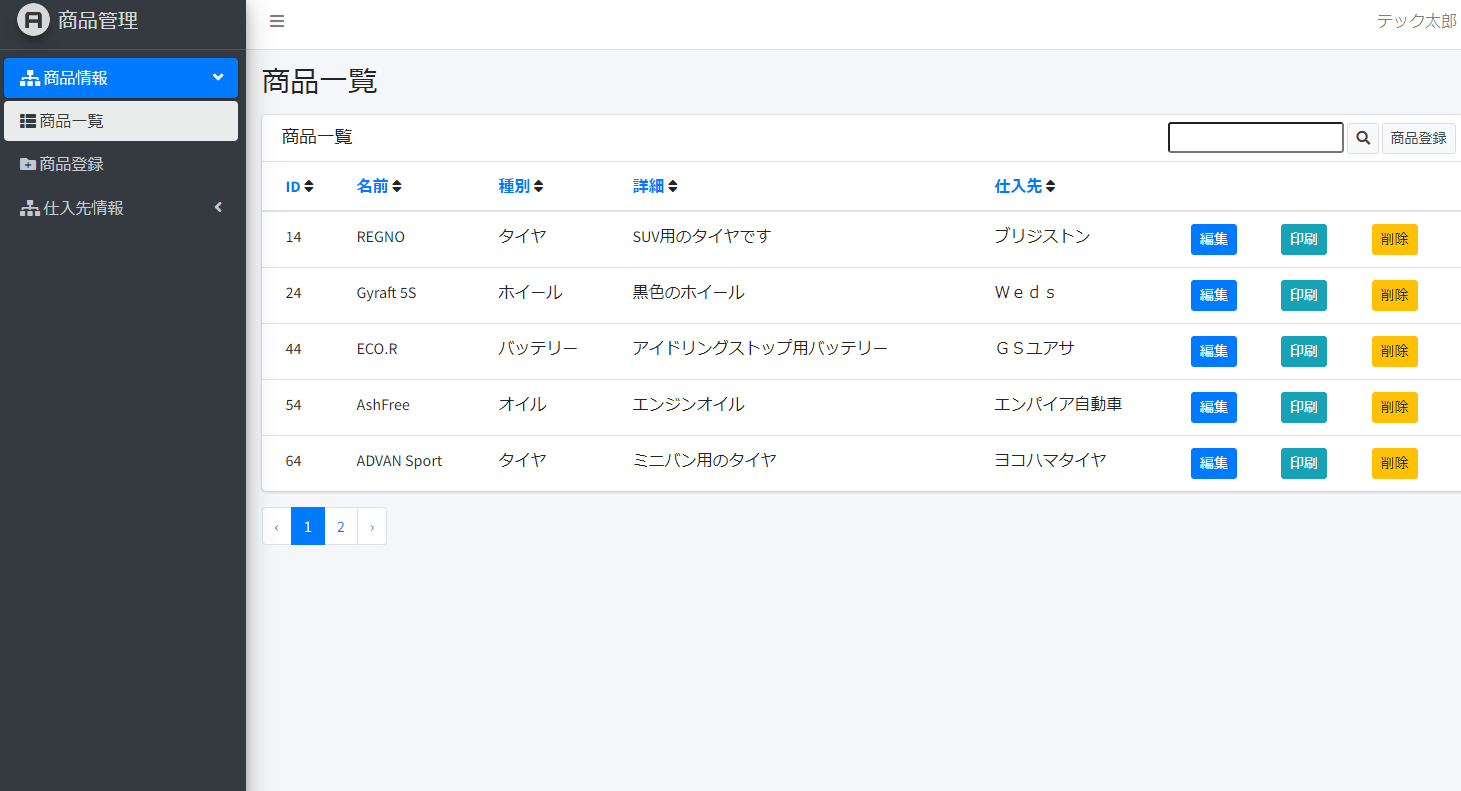 商品管理
テック太郎
商品情報
商品一覧
商品登録
仕入先情報
商品一覧
商品一覧
商品登録
ID 名前 種別 詳細 仕入先
14 REGNO タイヤ SUV用のタイヤです ブリジストン 編集 印刷 削除
24 Gyraft 5S ホイール 黒色のホイール Ｗｅｄｓ 編集 印刷 削除
44 ECO.R バッテリー アイドリングストップ用バッテリー ＧＳユアサ 編集 印刷 削除
54 AshFree オイル エンジンオイル エンパイア自動車 編集 印刷 削除
64 ADVAN Sport タイヤ ミニバン用のタイヤ ヨコハマタイヤ 編集 印刷 削除
‹ 1 2 ›